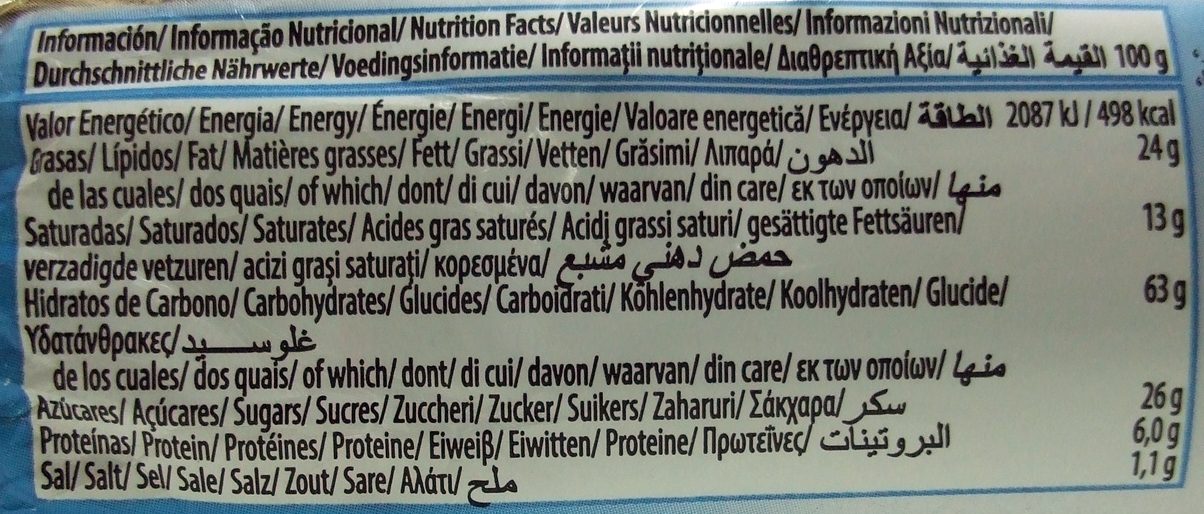 Información/ Informação Nutricional/ Nutrition Facts/ Valeurs Nutricionnelles/ Informazioni Nutrizionali/
Durchschnittliche Nährwerte/ Voedingsinformatie/ Informaţii nutriţionale/ Διαθρεπτική Αξία/ القيمة الغذائية 100 g
Valor Energético/ Energia/ Energy/ Énergie/ Energi/ Energie/ Valoare energetică/ Ενέργεια/ الطاقة 2087 kJ / 498 kcal
Grasas/ Lípidos/ Fat/ Matières grasses/ Fett/ Grassi/ Vetten/ Grăsimi/ Λιπαρά/ الدهون 24 g
de las cuales/ dos quais/ of which/ dont/ di cui/ davon/ waarvan/ din care/ εκ των οποίων/ منها
Saturadas/ Saturados/ Saturates/ Acides gras saturés/ Acidi grassi saturi/ gesättigte Fettsäuren/ 13 g
verzadigde vetzuren/ acizi graşi saturaţi/ κορεσμένα/ حمض دهني مشبع
Hidratos de Carbono/ Carbohydrates/ Glucides/ Carboidrati/ Kohlenhydrate/ Koolhydraten/ Glucide/ 63 g
Υδατάνθρακες/ غلوسيد
de los cuales/ dos quais/ of which/ dont/ di cui/ davon/ waarvan/ din care/ εκ των οποίων/ منها
Azúcares/ Açúcares/ Sugars/ Sucres/ Zuccheri/ Zucker/ Suikers/ Zaharuri/ Σάκχαρα/ سكر 26 g
Proteínas/ Protein/ Protéines/ Proteine/ Eiweiβ/ Eiwitten/ Proteine/ Πρωτεΐνες/ البروتينات 6,0 g
Sal/ Salt/ Sel/ Sale/ Salz/ Zout/ Sare/ Αλάτι/ ملح 1,1 g